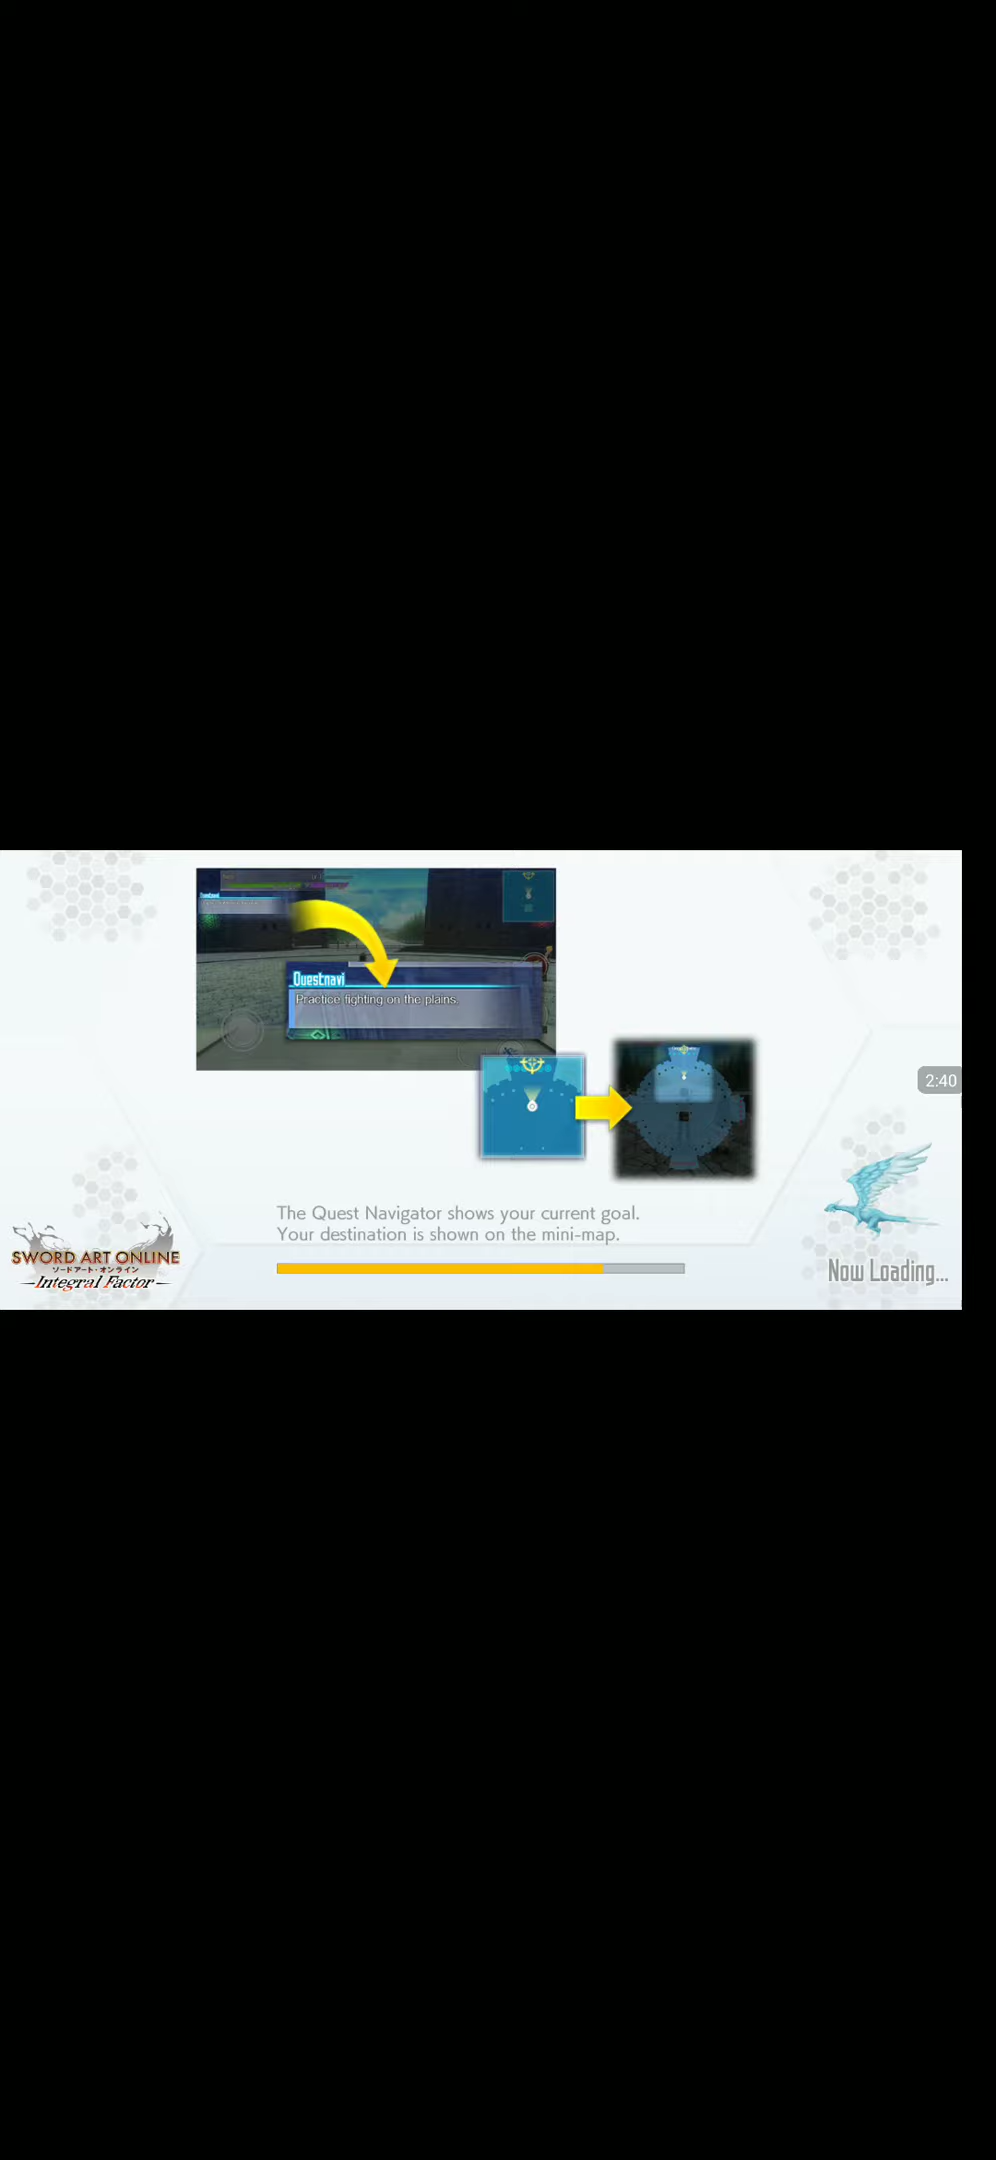 Questnavi
Practice fighting on the plains.
2:40
The Quest Navigator shows your current goal.
Your destination is shown on the mini-map.
SWORD ART ONLINE
ソードアート・オンライン
Integral Factor
Now Loading...